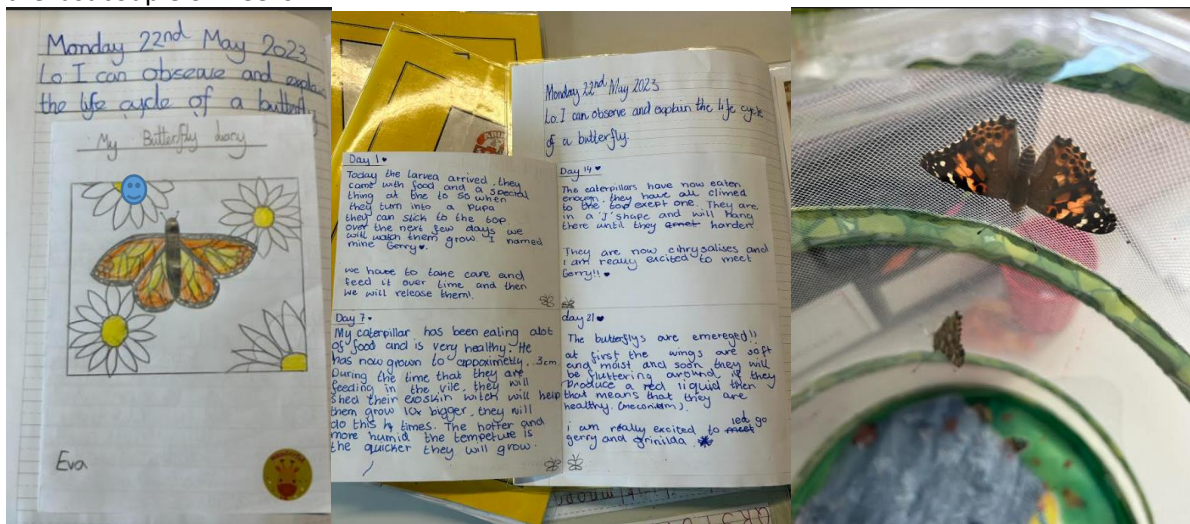 Monday 22nd May 2023
Lo I can observe and explain
the life cycle of a butterfly
My Butterfly diary
Eva
Monday 22nd May 2023
Lo: I can observe and explain the life cycle
of a butterfly.
Day 1
Today the larvea arrived, they
came with food and a special
thing at the to so when
they turn into a pupa
they can stick to the top
over the next few days we
will watch them grow I named
mine Gerry.
we have to take care and
feed it over time and then
we will release them!.
Day 14
The caterpillars have now eaten
enough, they have all climed
to the top exept one. They are
in a 'J' shape and will hang
there until they harden
They are now cihrysalises and
I am really excited to meet
Gerry!!
Day 7
My caterpillar has been eating alot
of food and is very healthy. He
has now grown to appoximetly. 3cm
During the time that they are
feeding in the vile, they will
shed their exoskin witch will help
them grow 10x bigger, they will
do this 4 times. The hotter and
more humid the tempeture is
the quicker they will grow.
day 21
The butterflys are emereged!!
at first the wings are soft
and moist and soon they will
be fluttering around, if they
produce a red liquid then
that means that they are
healthy. (meconium).
i am really excited to let go
gerry and Grinilda.